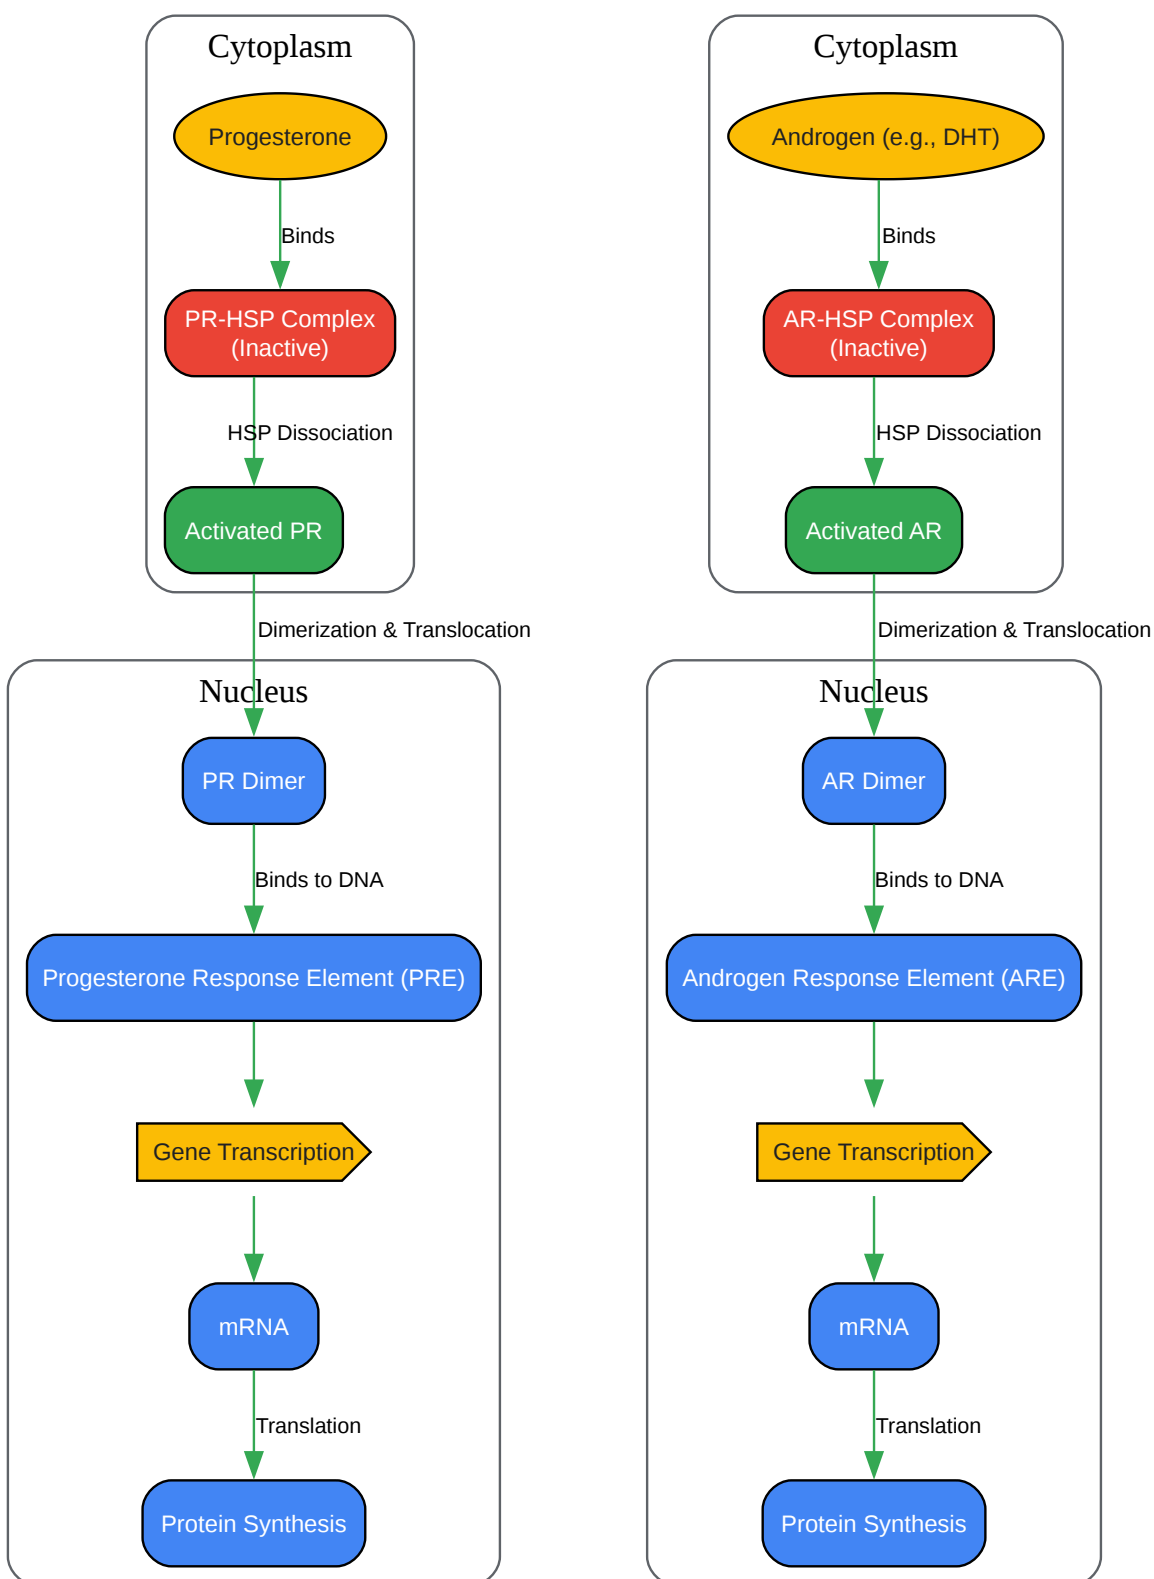 Cytoplasm
Progesterone
Binds
PR-HSP Complex
(Inactive)
HSP Dissociation
Activated PR
Dimerization & Translocation
Nucleus
PR Dimer
Binds to DNA
Progesterone Response Element (PRE)
Gene Transcription
mRNA
Translation
Protein Synthesis
Cytoplasm
Androgen (e.g., DHT)
Binds
AR-HSP Complex
(Inactive)
HSP Dissociation
Activated AR
Dimerization & Translocation
Nucleus
AR Dimer
Binds to DNA
Androgen Response Element (ARE)
Gene Transcription
mRNA
Translation
Protein Synthesis